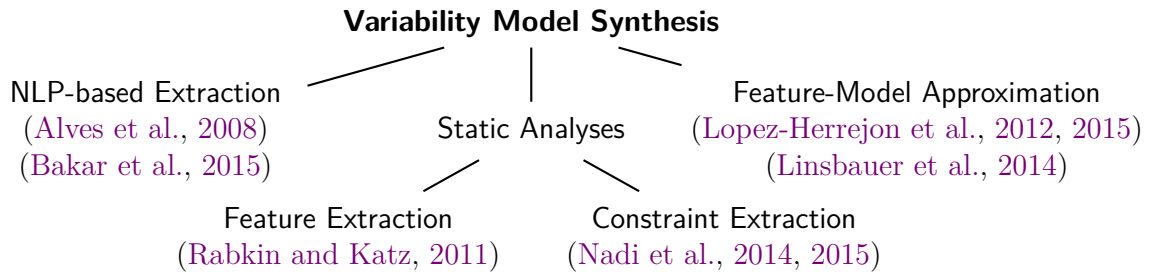 Variability Model Synthesis
NLP-based Extraction
(Alves et al., 2008)
(Bakar et al., 2015)
Static Analyses
Feature-Model Approximation
(Lopez-Herrejon et al., 2012, 2015)
(Linsbauer et al., 2014)
Feature Extraction
(Rabkin and Katz, 2011)
Constraint Extraction
(Nadi et al., 2014, 2015)